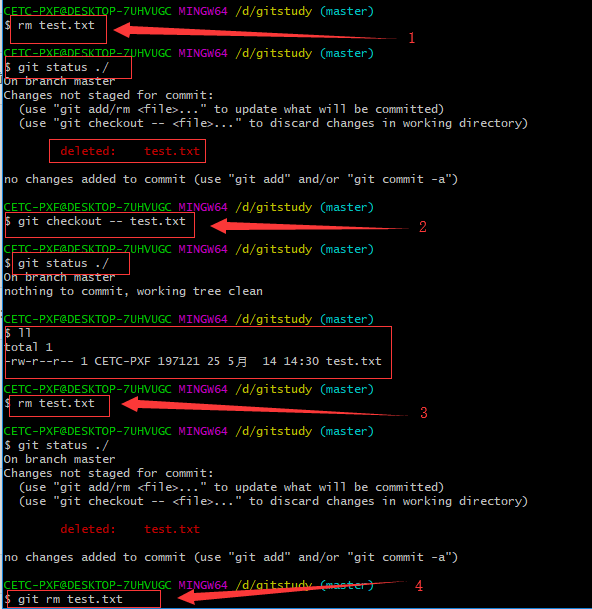 CETC-PXF@DESKTOP-7UHVUGC MINGW64 /d/gitstudy (master)
$ rm test.txt
1
$ git status ./
On branch master
Changes not staged for commit:
  (use "git add/rm <file>..." to update what will be committed)
  (use "git checkout -- <file>..." to discard changes in working directory)
        deleted:    test.txt
no changes added to commit (use "git add" and/or "git commit -a")
CETC-PXF@DESKTOP-7UHVUGC MINGW64 /d/gitstudy (master)
$ git checkout -- test.txt
2
CETC-PXF@DESKTOP-7UHVUGC MINGW64 /d/gitstudy (master)
$ git status ./
On branch master
nothing to commit, working tree clean
CETC-PXF@DESKTOP-7UHVUGC MINGW64 /d/gitstudy (master)
$ ll
total 1
-rw-r--r-- 1 CETC-PXF 197121 25 5月  14 14:30 test.txt
CETC-PXF@DESKTOP-7UHVUGC MINGW64 /d/gitstudy (master)
$ rm test.txt
3
CETC-PXF@DESKTOP-7UHVUGC MINGW64 /d/gitstudy (master)
$ git status ./
On branch master
Changes not staged for commit:
  (use "git add/rm <file>..." to update what will be committed)
  (use "git checkout -- <file>..." to discard changes in working directory)
        deleted:    test.txt
no changes added to commit (use "git add" and/or "git commit -a")
CETC-PXF@DESKTOP-7UHVUGC MINGW64 /d/gitstudy (master)
4
$ git rm test.txt